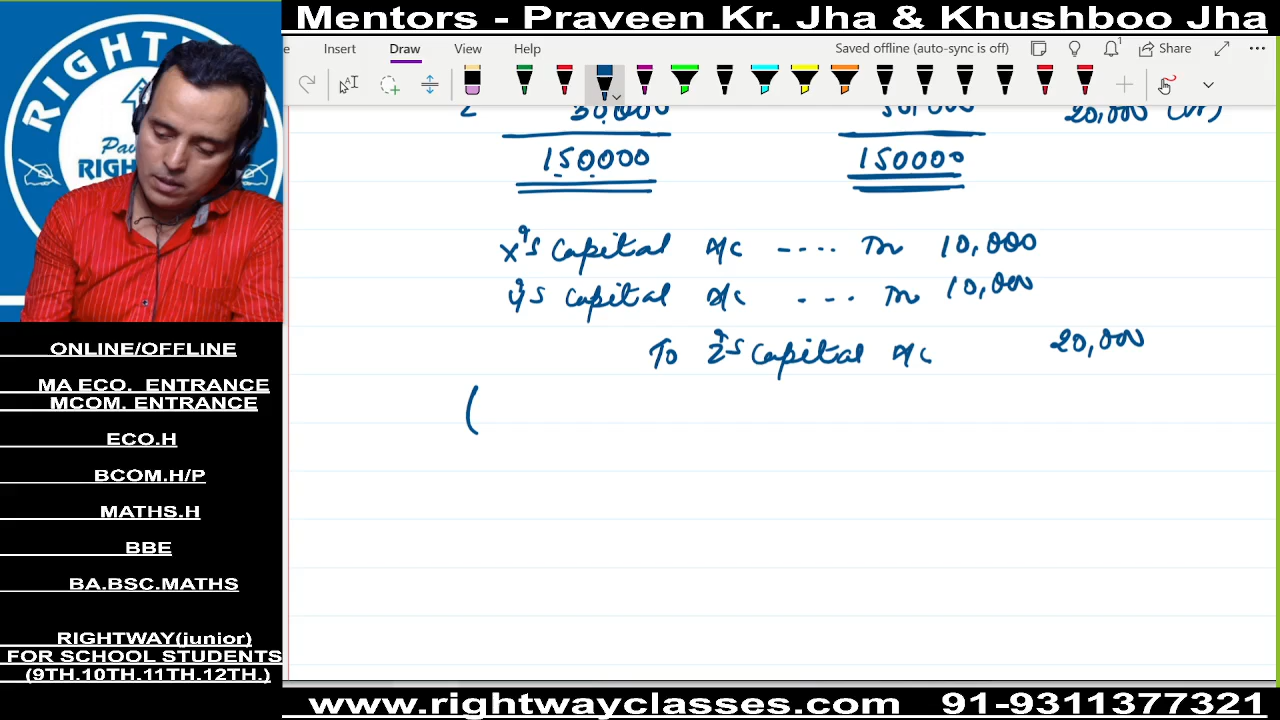 Mentors - Praveen Kr. Jha & Khushboo Jha
Insert Draw View Help Saved offline (auto-sync is off) Share
RIGHTWAY
Pav
RIGHT
20,000
150000 150000
X's Capital A/c ---- Dr 10,000
Y's Capital A/c --- Dr 10,000
To Z's Capital A/c 20,000
(
ONLINE/OFFLINE
MA ECO. ENTRANCE
MCOM. ENTRANCE
ECO.H
BCOM.H/P
MATHS.H
BBE
BA.BSC.MATHS
RIGHTWAY(junior)
FOR SCHOOL STUDENTS
(9TH.10TH.11TH.12TH.)
www.rightwayclasses.com 91-9311377321